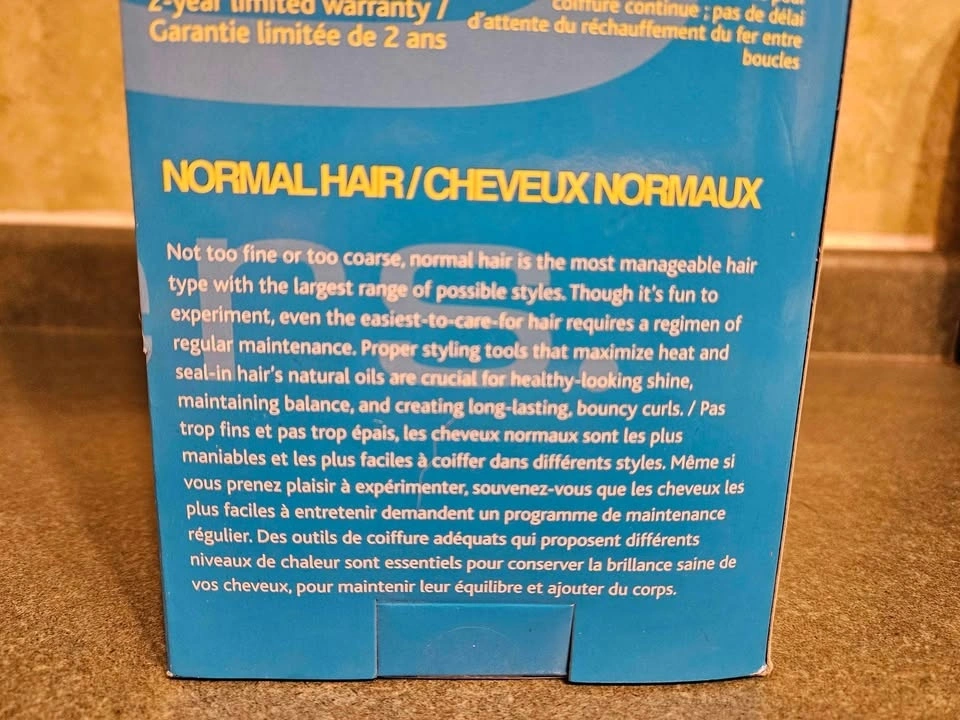 2-year limited warranty /
Garantie limitée de 2 ans
coiffure continue ; pas de délai
d'attente du réchauffement du fer entre
boucles
NORMAL HAIR / CHEVEUX NORMAUX
Not too fine or too coarse, normal hair is the most manageable hair
type with the largest range of possible styles. Though it's fun to
experiment, even the easiest-to-care-for hair requires a regimen of
regular maintenance. Proper styling tools that maximize heat and
seal-in hair's natural oils are crucial for healthy-looking shine,
maintaining balance, and creating long-lasting, bouncy curls. / Pas
trop fins et pas trop épais, les cheveux normaux sont les plus
maniables et les plus faciles à coiffer dans différents styles. Même si
vous prenez plaisir à expérimenter, souvenez-vous que les cheveux les
plus faciles à entretenir demandent un programme de maintenance
régulier. Des outils de coiffure adéquats qui proposent différents
niveaux de chaleur sont essentiels pour conserver la brillance saine de
vos cheveux, pour maintenir leur équilibre et ajouter du corps.